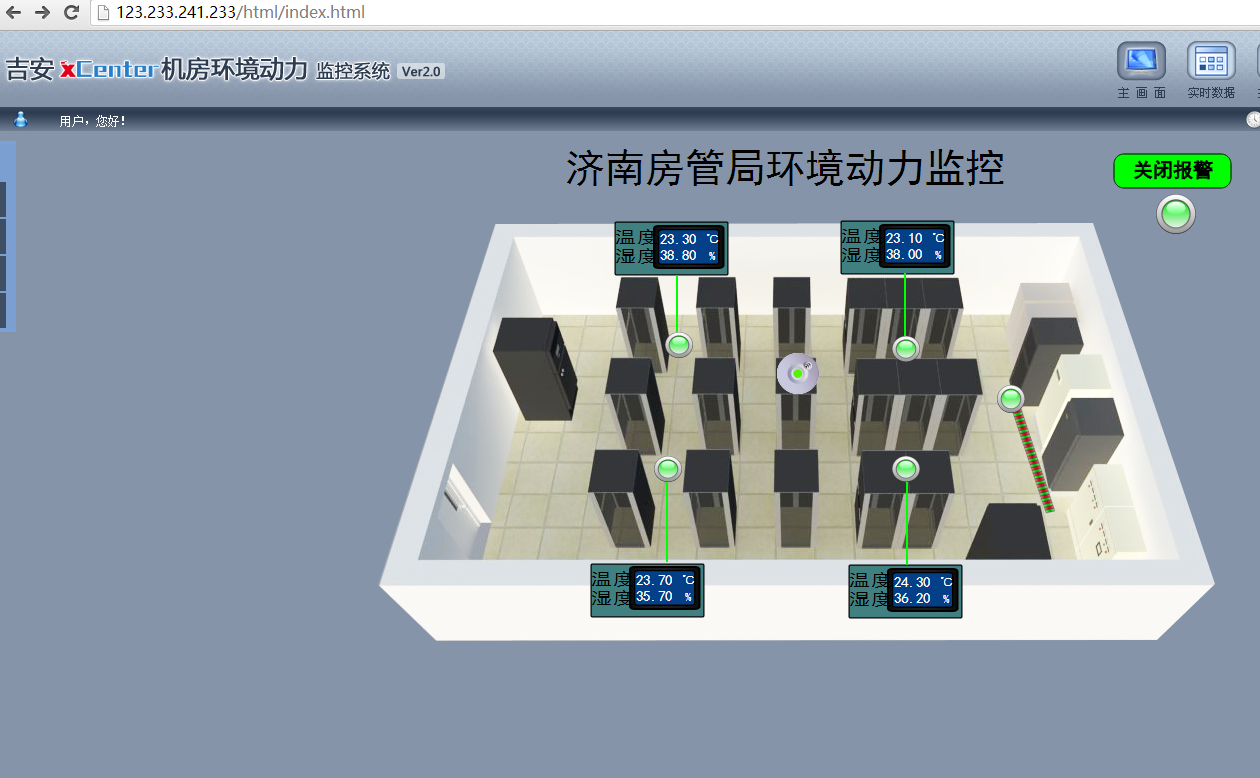 123.233.241.233/html/index.html
吉安 xCenter 机房环境动力 监控系统 Ver2.0
主 画 面
实时数据
用户，您好！
济南房管局环境动力监控
关闭报警
温度 23.30 ℃
湿度 38.80 %
温度 23.10 ℃
湿度 38.00 %
温度 23.70 ℃
湿度 35.70 %
温度 24.30 ℃
湿度 36.20 %